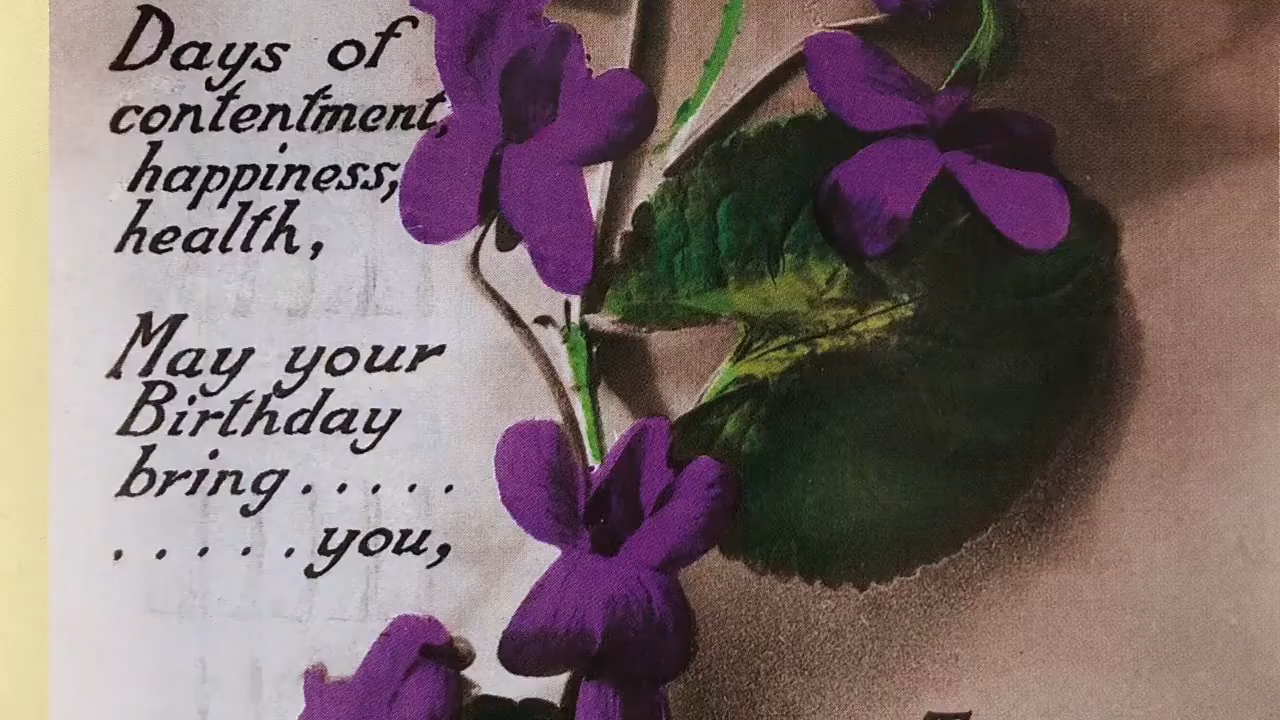 Days of
contentment,
happiness,
health,
May your
Birthday
bring.....
.....you,